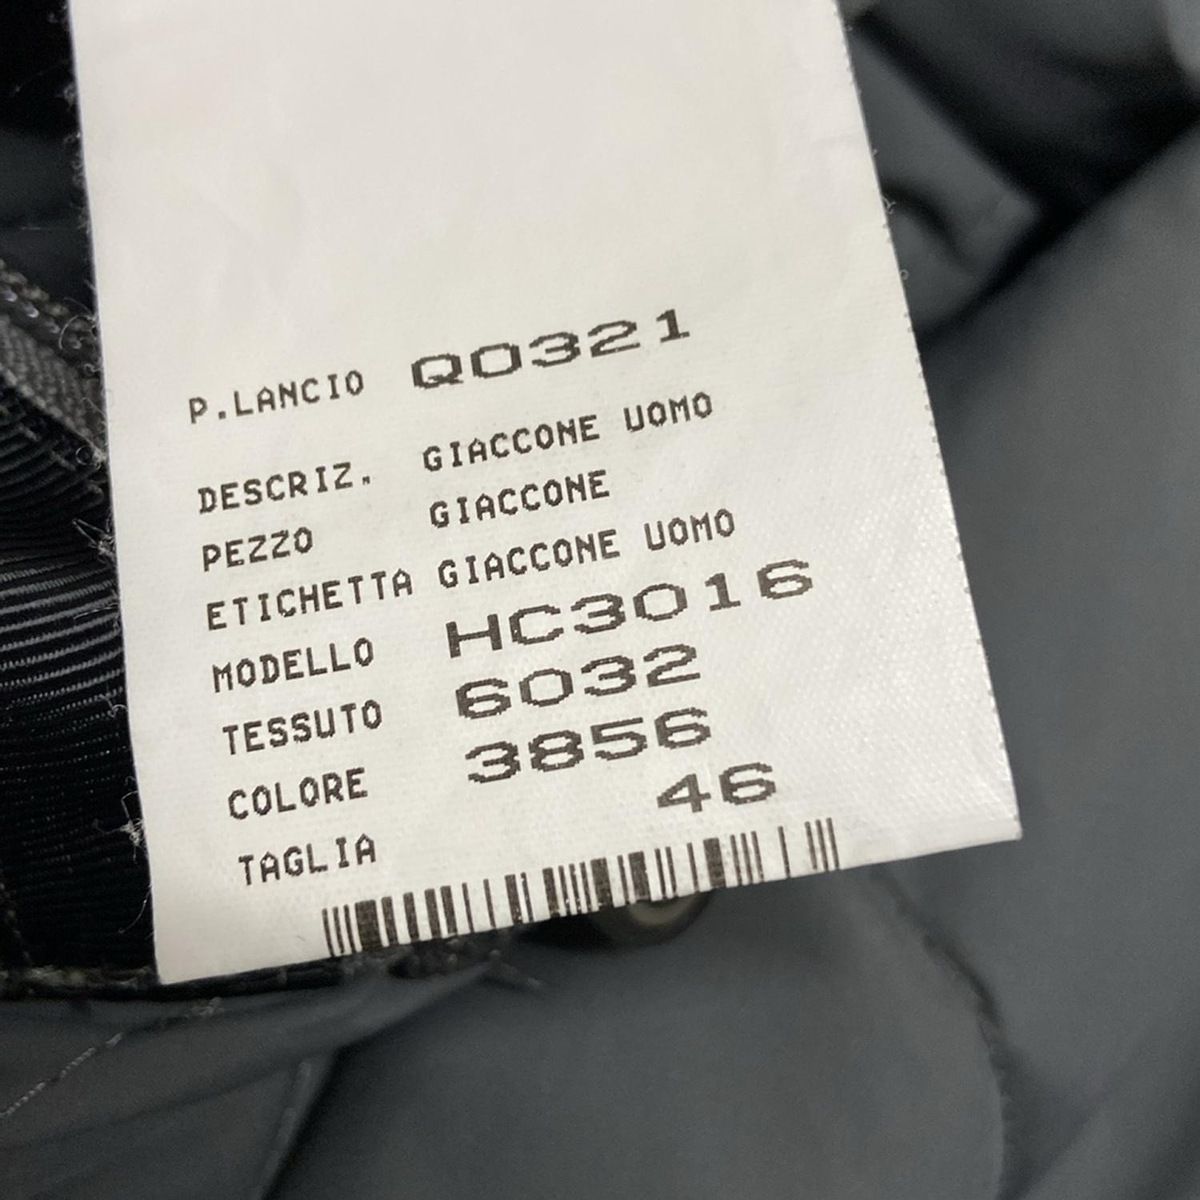 P.LANCIO Q0321
DESCRIZ. GIACCONE UOMO
PEZZO GIACCONE
ETICHETTA GIACCONE UOMO
MODELLO HC3016
TESSUTO 6032
COLORE 3856
TAGLIA 46